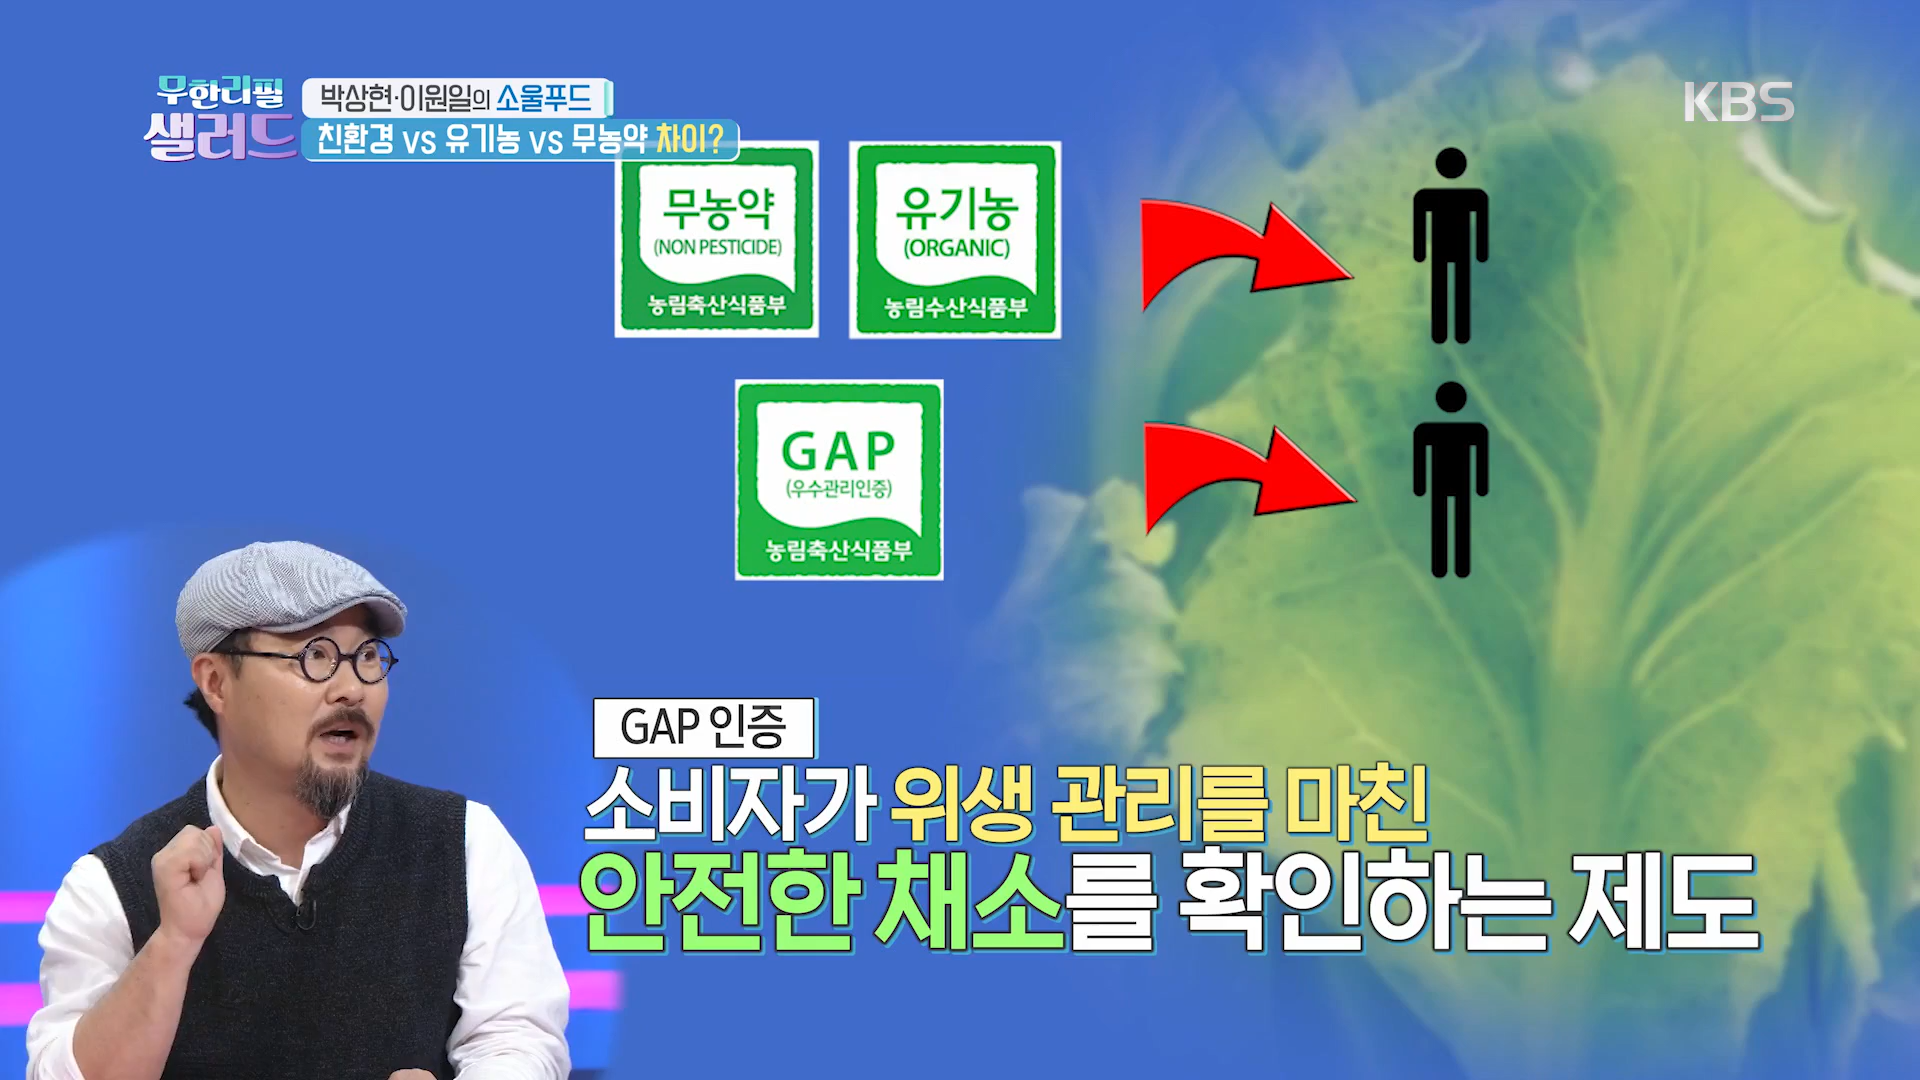 무한리필
샐러드
박상현·이원일의 소울푸드
친환경 vs 유기농 vs 무농약 차이?
KBS
무농약
(NON PESTICIDE)
농림축산식품부
유기농
(ORGANIC)
농림수산식품부
GAP
(우수관리인증)
농림축산식품부
GAP 인증
소비자가 위생 관리를 마친
안전한 채소를 확인하는 제도